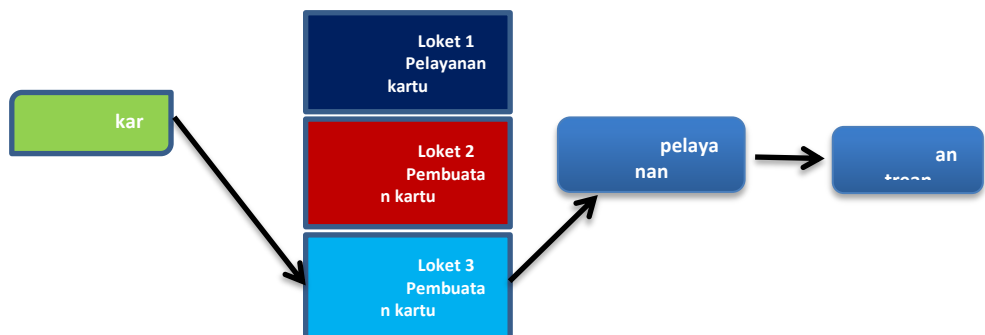 kar
Loket 1
Pelayanan
kartu
Loket 2
Pembuata
n kartu
Loket 3
Pembuata
n kartu
pelaya
nan
an